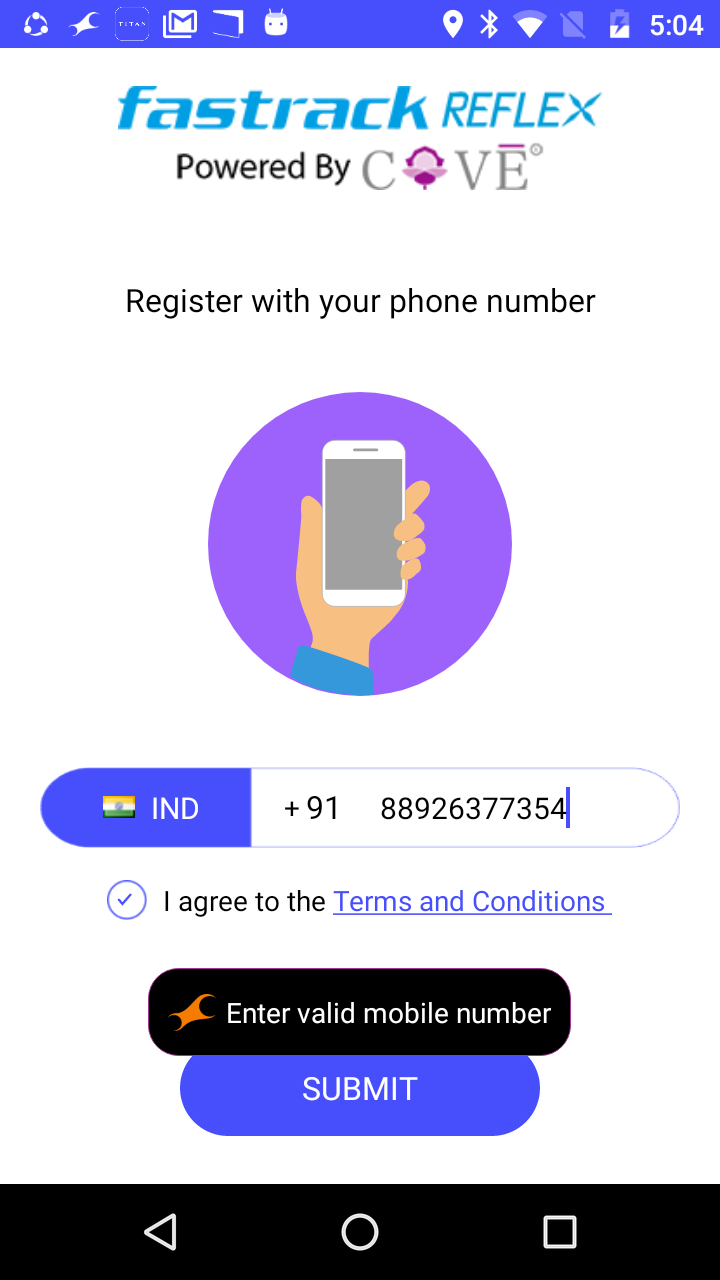 TITAN
5:04
fastrack REFLEX
Powered By COVE®
Register with your phone number
IND + 91 88926377354
I agree to the Terms and Conditions
Enter valid mobile number
SUBMIT